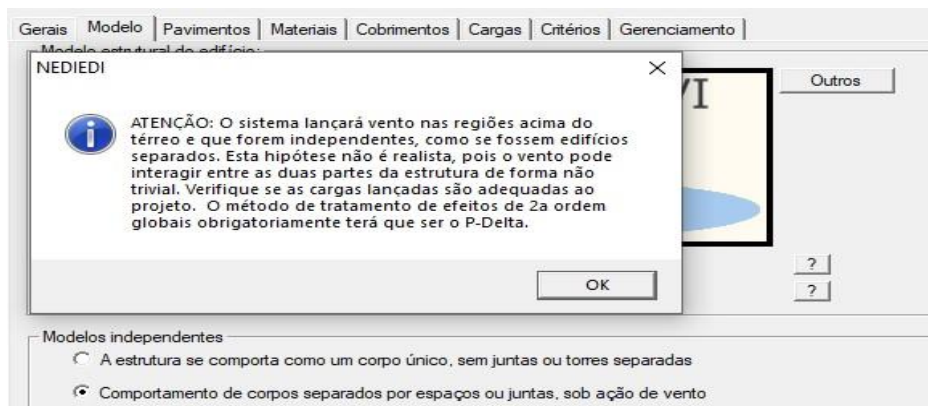 Gerais Modelo Pavimentos Materiais Cobrimentos Cargas Critérios Gerenciamento
Modelo estrutural do edifício:
NEDIEDI
VI
Outros
ATENÇÃO: O sistema lançará vento nas regiões acima do
térreo e que forem independentes, como se fossem edifícios
separados. Esta hipótese não é realista, pois o vento pode
interagir entre as duas partes da estrutura de forma não
trivial. Verifique se as cargas lançadas são adequadas ao
projeto. O método de tratamento de efeitos de 2a ordem
globais obrigatoriamente terá que ser o P-Delta.
?
OK
?
Modelos independentes
A estrutura se comporta como um corpo único, sem juntas ou torres separadas
Comportamento de corpos separados por espaços ou juntas, sob ação de vento